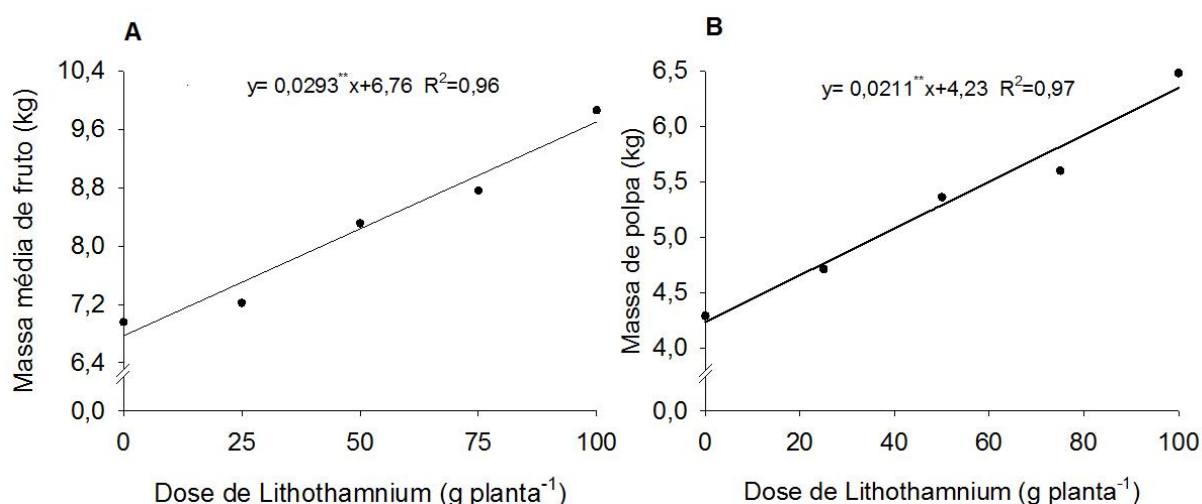 A
y= 0,0293**x+6,76 R²=0,96
Massa média de fruto (kg)
10,4
9,6
8,8
8,0
7,2
6,4
0,0
0 25 50 75 100
Dose de Lithothamnium (g planta⁻¹)
B
y= 0,0211**x+4,23 R²=0,97
Massa de polpa (kg)
6,5
6,0
5,5
5,0
4,5
4,0
0,0
0 20 40 60 80 100
Dose de Lithothamnium (g planta⁻¹)